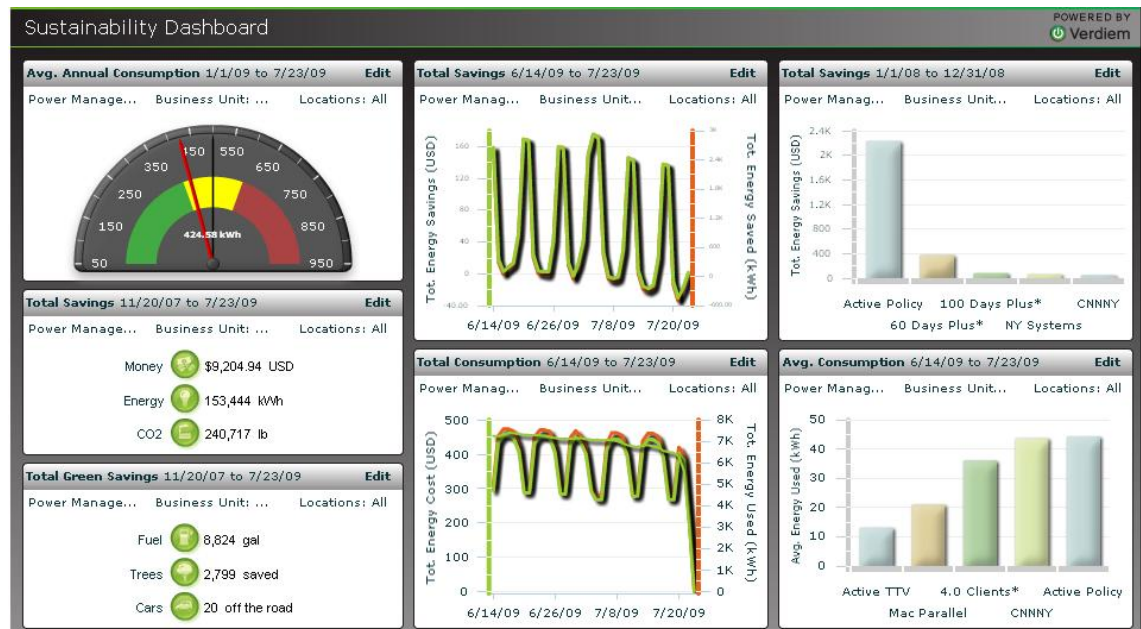 Sustainability Dashboard
POWERED BY
Verdiem
Avg. Annual Consumption 1/1/09 to 7/23/09 Edit
Power Manage... Business Unit: ... Locations: All
50 150 250 350 450 550 650 750 850 950
424.58 kWh
Total Savings 11/20/07 to 7/23/09 Edit
Power Manage... Business Unit: ... Locations: All
Money $9,204.94 USD
Energy 153,444 kWh
CO2 240,717 lb
Total Green Savings 11/20/07 to 7/23/09 Edit
Power Manage... Business Unit: ... Locations: All
Fuel 8,824 gal
Trees 2,799 saved
Cars 20 off the road
Total Savings 6/14/09 to 7/23/09 Edit
Power Manag... Business Unit... Locations: All
Tot. Energy Savings (USD)
160
120
80
40
0
-40.00
Tot. Energy Saved (kWh)
3K
2.4K
1.8K
1.2K
600
0
-600.00
6/14/09 6/26/09 7/8/09 7/20/09
Total Consumption 6/14/09 to 7/23/09 Edit
Power Manag... Business Unit... Locations: All
Tot. Energy Cost (USD)
500
400
300
200
100
0
Tot. Energy Used (kWh)
8K
7K
6K
5K
4K
3K
2K
1K
0
6/14/09 6/26/09 7/8/09 7/20/09
Total Savings 1/1/08 to 12/31/08 Edit
Power Manag... Business Unit... Locations: All
Tot. Energy Savings (USD)
2.4K
2K
1.6K
1.2K
800
400
0
Active Policy 100 Days Plus* CNNNY
60 Days Plus* NY Systems
Avg. Consumption 6/14/09 to 7/23/09 Edit
Power Manag... Business Unit... Locations: All
Avg. Energy Used (kWh)
50
40
30
20
10
0
Active TTV 4.0 Clients* Active Policy
Mac Parallel CNNNY